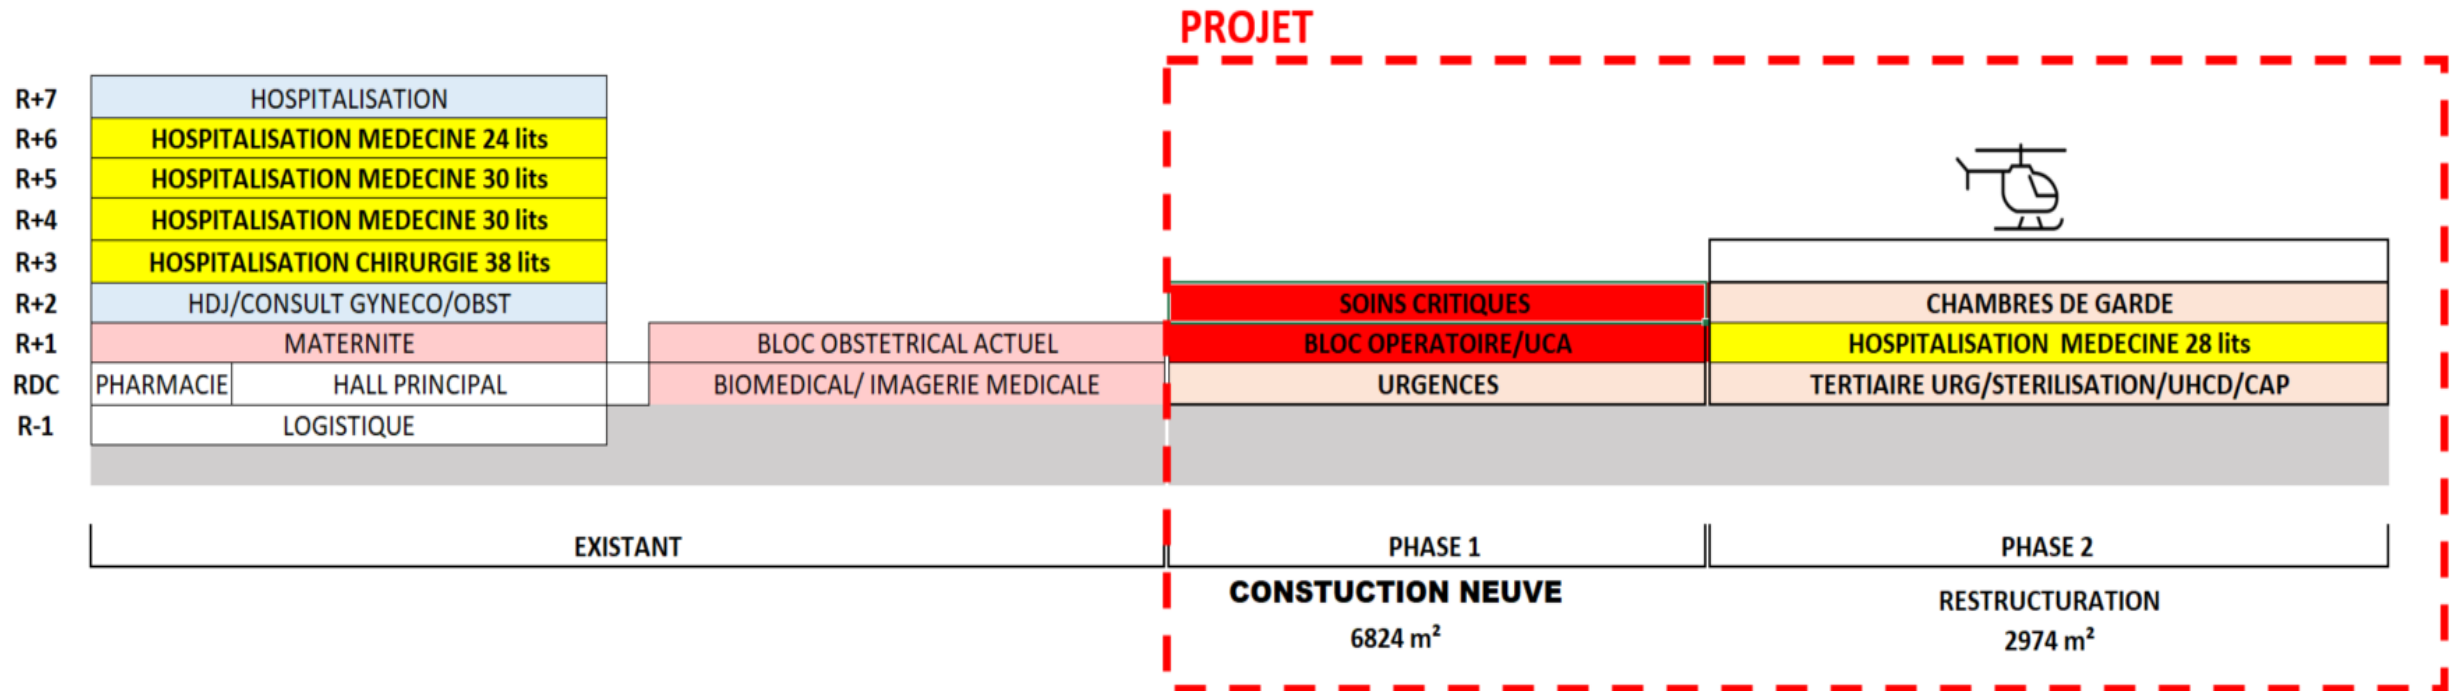 PROJET
R+7 HOSPITALISATION
R+6 HOSPITALISATION MEDECINE 24 lits
R+5 HOSPITALISATION MEDECINE 30 lits
R+4 HOSPITALISATION MEDECINE 30 lits
R+3 HOSPITALISATION CHIRURGIE 38 lits
R+2 HDJ/CONSULT GYNECO/OBST SOINS CRITIQUES CHAMBRES DE GARDE
R+1 MATERNITE BLOC OBSTETRICAL ACTUEL BLOC OPERATOIRE/UCA HOSPITALISATION MEDECINE 28 lits
RDC PHARMACIE HALL PRINCIPAL BIOMEDICAL/ IMAGERIE MEDICALE URGENCES TERTIAIRE URG/STERILISATION/UHCD/CAP
R-1 LOGISTIQUE
EXISTANT PHASE 1 PHASE 2
CONSTUCTION NEUVE RESTRUCTURATION
6824 m² 2974 m²